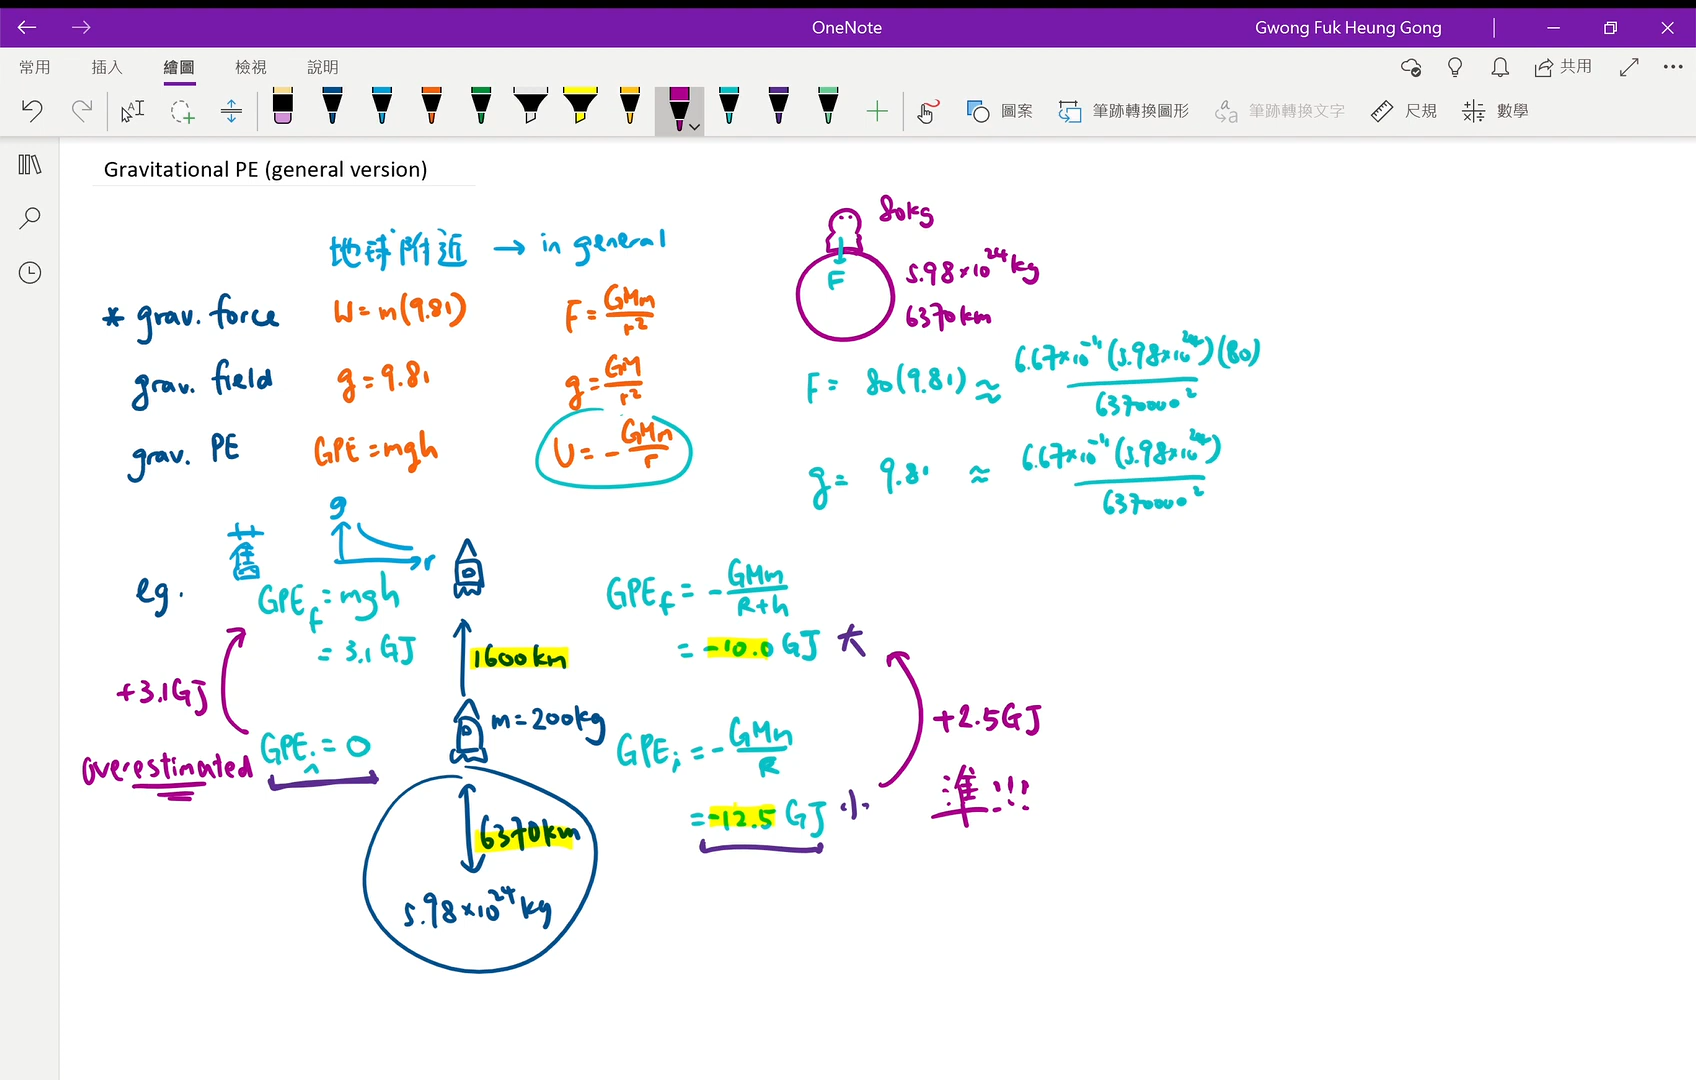 OneNote
Gwong Fuk Heung Gong
常用 插入 繪圖 檢視 說明
共用
圖案 筆跡轉換圖形 筆跡轉換文字 尺規 數學
Gravitational PE (general version)
地球附近 → in general
* grav. force W = m(9.81) F = GMm/r²
grav. field g = 9.81 g = GM/r²
grav. PE GPE = mgh U = -GMm/r
80kg
F
5.98×10²⁴kg
6370km
F = 80(9.81) ≈ 6.67×10⁻¹¹(5.98×10²⁴)(80)/6370000²
g = 9.81 ≈ 6.67×10⁻¹¹(5.98×10²⁴)/6370000²
g
r
舊
eg. GPEf = mgh
= 3.1 GJ
+3.1GJ
GPEi = 0
overestimated
1600km
m = 200kg
6370km
5.98×10²⁴ kg
GPEf = -GMm/R+h
= -10.0 GJ 大
GPEi = -GMm/R
= -12.5 GJ 小
+2.5GJ
準!!!